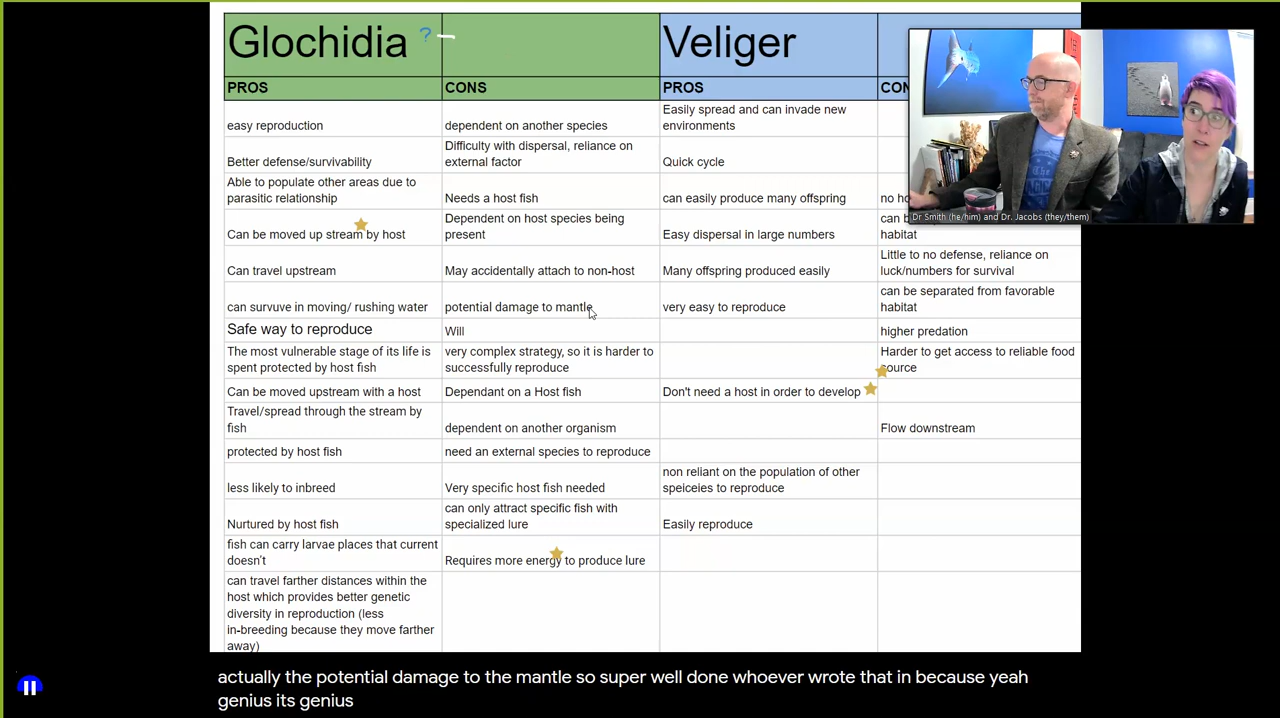 Glochidia ?
Veliger
PROS
CONS
PROS
easy reproduction
dependent on another species
Easily spread and can invade new
environments
Better defense/survivability
Difficulty with dispersal, reliance on
external factor
Quick cycle
Able to populate other areas due to
parasitic relationship
Needs a host fish
can easily produce many offspring
Can be moved up stream by host
Dependent on host species being
present
Easy dispersal in large numbers
habitat
Can travel upstream
May accidentally attach to non-host
Many offspring produced easily
Little to no defense, reliance on
luck/numbers for survival
can survuve in moving/ rushing water
potential damage to mantle
very easy to reproduce
can be separated from favorable
habitat
Safe way to reproduce
Will
higher predation
The most vulnerable stage of its life is
spent protected by host fish
very complex strategy, so it is harder to
successfully reproduce
Harder to get access to reliable food
source
Can be moved upstream with a host
Dependant on a Host fish
Don't need a host in order to develop
Travel/spread through the stream by
fish
dependent on another organism
Flow downstream
protected by host fish
need an external species to reproduce
less likely to inbreed
Very specific host fish needed
non reliant on the population of other
speiceies to reproduce
Nurtured by host fish
can only attract specific fish with
specialized lure
Easily reproduce
fish can carry larvae places that current
doesn't
Requires more energy to produce lure
can travel farther distances within the
host which provides better genetic
diversity in reproduction (less
in-breeding because they move farther
away)
Dr Smith (he/him) and Dr. Jacobs (they/them)
actually the potential damage to the mantle so super well done whoever wrote that in because yeah
genius its genius